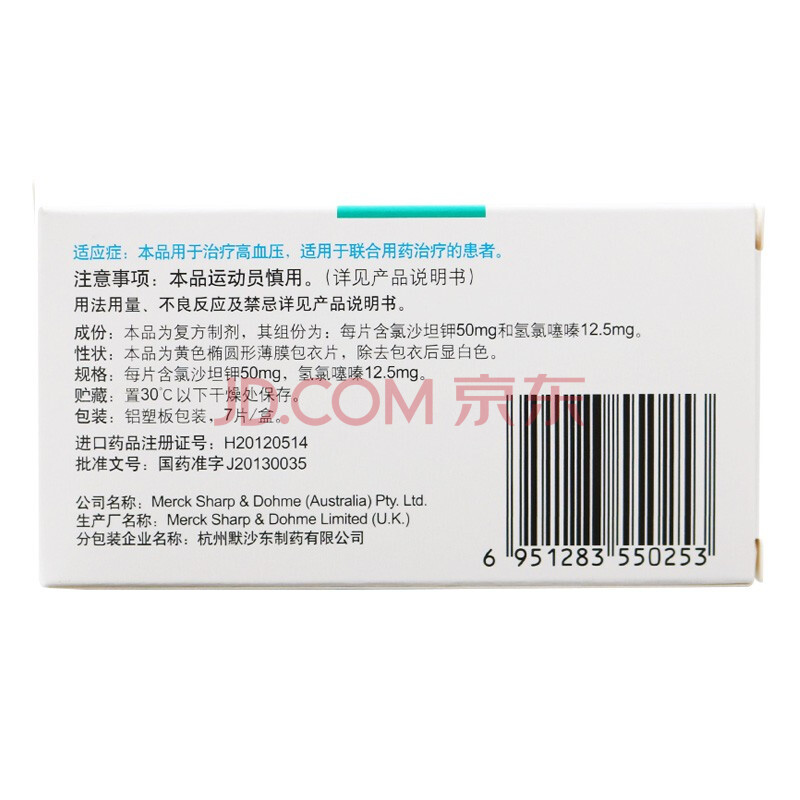 适应症：本品用于治疗高血压，适用于联合用药治疗的患者。
注意事项：本品运动员慎用。（详见产品说明书）
用法用量、不良反应及禁忌详见产品说明书。
成份：本品为复方制剂，其组份为：每片含氯沙坦钾50mg和氢氯噻嗪12.5mg。
性状：本品为黄色椭圆形薄膜包衣片，除去包衣后显白色。
规格：每片含氯沙坦钾50mg，氢氯噻嗪12.5mg。
贮藏：置30℃以下干燥处保存。
包装：铝塑板包装，7片/盒。
JD.COM 京东
进口药品注册证号：H20120514
批准文号：国药准字J20130035
公司名称：Merck Sharp & Dohme (Australia) Pty. Ltd.
生产厂名称：Merck Sharp & Dohme Limited (U.K.)
分包装企业名称：杭州默沙东制药有限公司
6 951283 550253